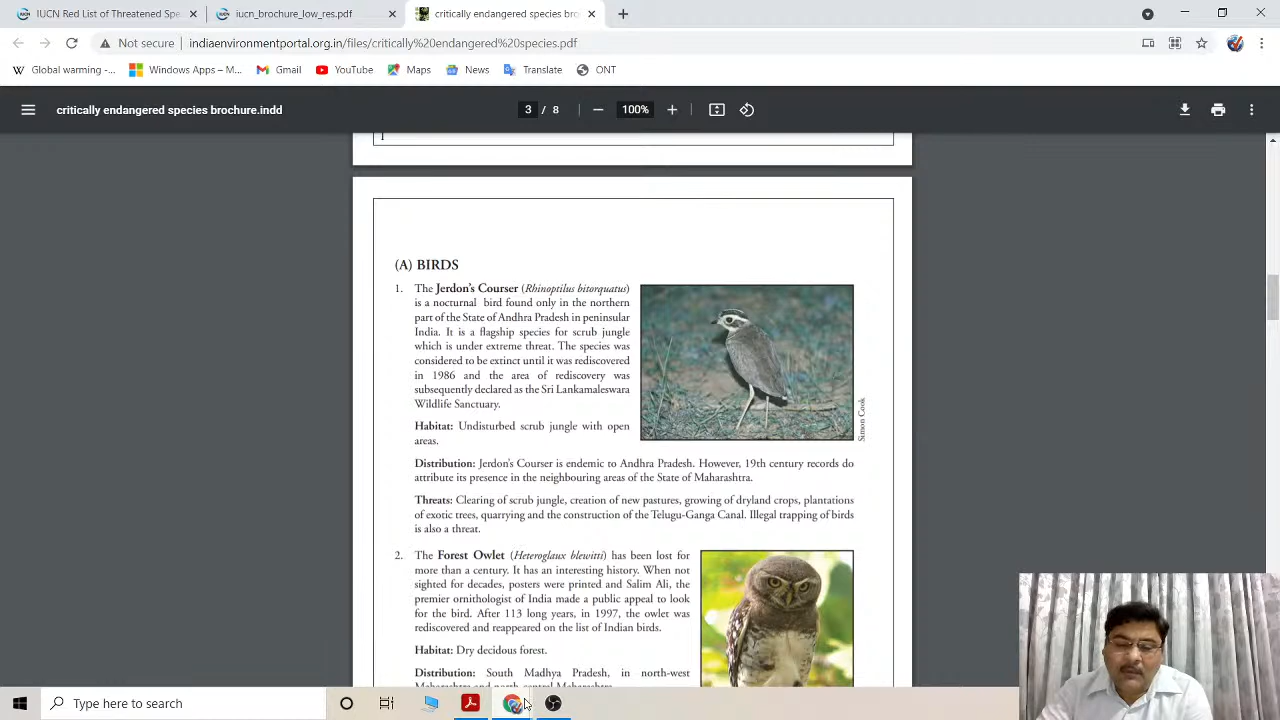 IUCN Red List of Threatened Spe
iucn_brochure_low_res.pdf
critically endangered species bro
Not secure
indiaenvironmentportal.org.in/files/critically%20endangered%20species.pdf
Global warming -...
Windows Apps – M...
Gmail
YouTube
Maps
News
Translate
ONT
critically endangered species brochure.indd
3 / 8
100%
(A) BIRDS
1. The Jerdon's Courser (Rhinoptilus bitorquatus)
is a nocturnal bird found only in the northern
part of the State of Andhra Pradesh in peninsular
India. It is a flagship species for scrub jungle
which is under extreme threat. The species was
considered to be extinct until it was rediscovered
in 1986 and the area of rediscovery was
subsequently declared as the Sri Lankamaleswara
Wildlife Sanctuary.
Simon Cook
Habitat: Undisturbed scrub jungle with open
areas.
Distribution: Jerdon's Courser is endemic to Andhra Pradesh. However, 19th century records do
attribute its presence in the neighbouring areas of the State of Maharashtra.
Threats: Clearing of scrub jungle, creation of new pastures, growing of dryland crops, plantations
of exotic trees, quarrying and the construction of the Telugu-Ganga Canal. Illegal trapping of birds
is also a threat.
2. The Forest Owlet (Heteroglaux blewitti) has been lost for
more than a century. It has an interesting history. When not
sighted for decades, posters were printed and Salim Ali, the
premier ornithologist of India made a public appeal to look
for the bird. After 113 long years, in 1997, the owlet was
rediscovered and reappeared on the list of Indian birds.
Habitat: Dry decidous forest.
Distribution: South Madhya Pradesh, in north-west
Maharashtra and north-central Maharashtra.
Type here to search